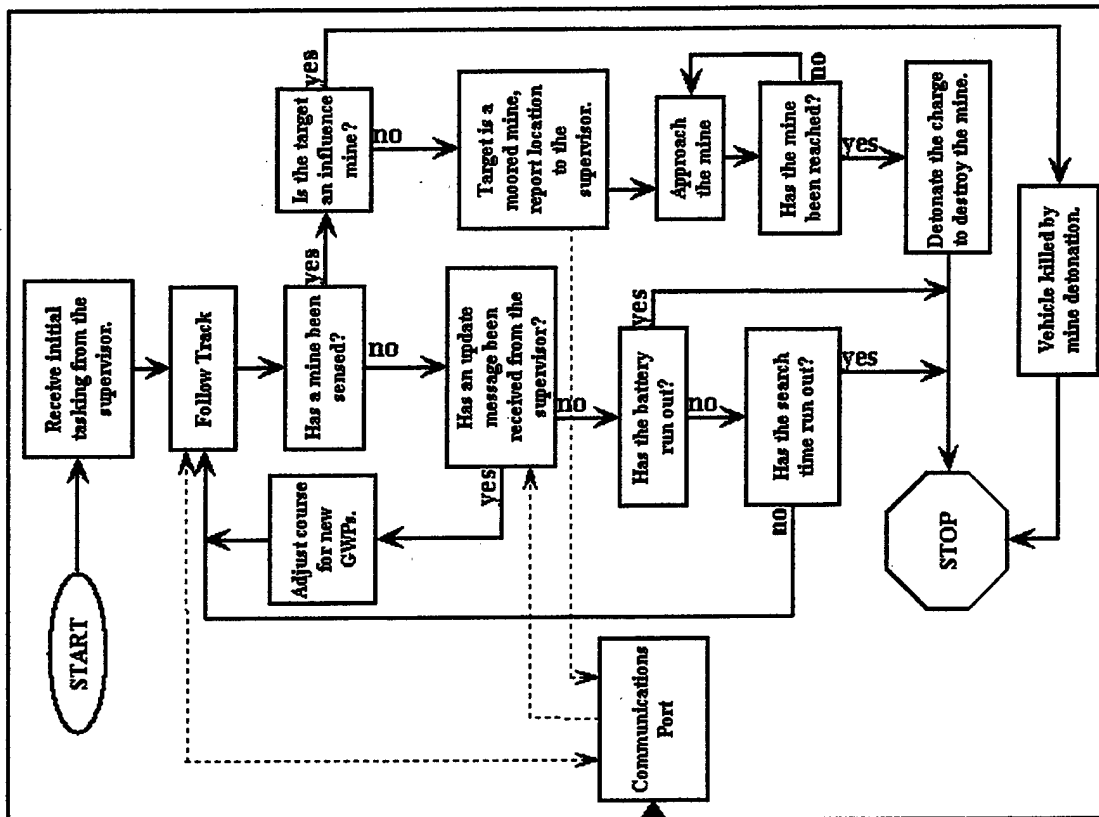 START
Receive initial
tasking from the
supervisor.
Follow Track
Has a mine been
sensed?
yes
no
Is the target
an influence
mine?
yes
no
Target is a
moored mine,
report location
to the
supervisor.
Approach
the mine
Has the mine
been reached?
no
yes
Detonate the charge
to destroy the mine.
Vehicle killed by
mine detonation.
Has an update
message been
received from the
supervisor?
yes
no
Adjust course
for new
GWPs.
Has the battery
run out?
yes
no
Has the search
time run out?
no
yes
STOP
Communications
Port